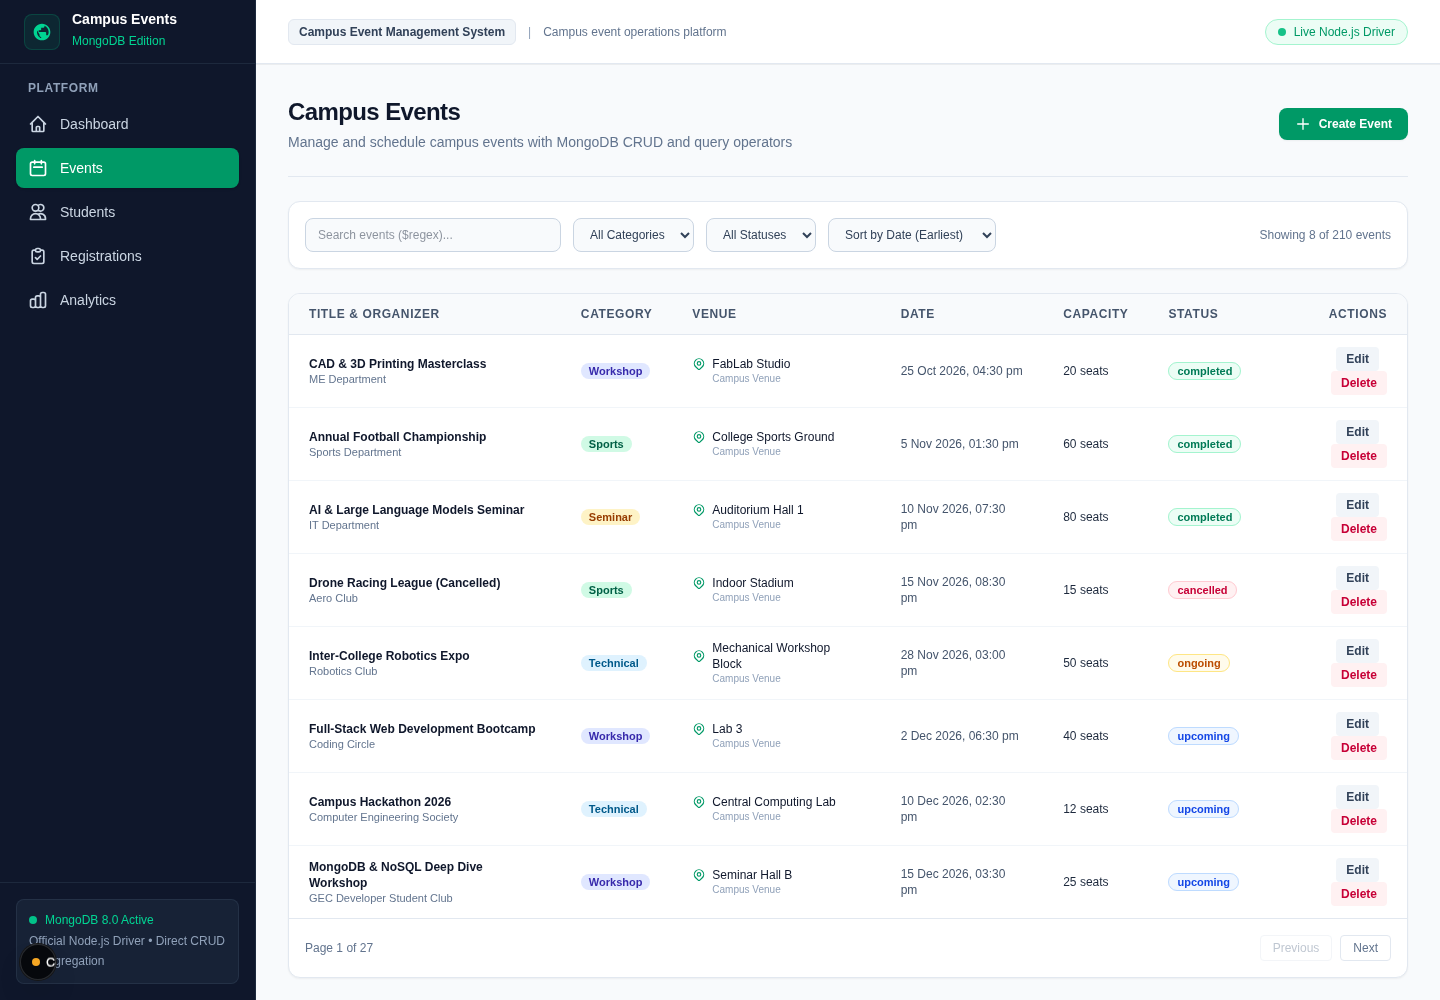 Campus Events
MongoDB Edition
PLATFORM
Dashboard
Events
Students
Registrations
Analytics
MongoDB 8.0 Active
Official Node.js Driver • Direct CRUD
gregation
C
Campus Event Management System | Campus event operations platform
Live Node.js Driver
Campus Events
Manage and schedule campus events with MongoDB CRUD and query operators
Create Event
Search events ($regex)...
All Categories
All Statuses
Sort by Date (Earliest)
Showing 8 of 210 events
TITLE & ORGANIZER CATEGORY VENUE DATE CAPACITY STATUS ACTIONS
CAD & 3D Printing Masterclass
ME Department
Workshop
FabLab Studio
Campus Venue
25 Oct 2026, 04:30 pm
20 seats
completed
Edit
Delete
Annual Football Championship
Sports Department
Sports
College Sports Ground
Campus Venue
5 Nov 2026, 01:30 pm
60 seats
completed
Edit
Delete
AI & Large Language Models Seminar
IT Department
Seminar
Auditorium Hall 1
Campus Venue
10 Nov 2026, 07:30
pm
80 seats
completed
Edit
Delete
Drone Racing League (Cancelled)
Aero Club
Sports
Indoor Stadium
Campus Venue
15 Nov 2026, 08:30
pm
15 seats
cancelled
Edit
Delete
Inter-College Robotics Expo
Robotics Club
Technical
Mechanical Workshop
Block
Campus Venue
28 Nov 2026, 03:00
pm
50 seats
ongoing
Edit
Delete
Full-Stack Web Development Bootcamp
Coding Circle
Workshop
Lab 3
Campus Venue
2 Dec 2026, 06:30 pm
40 seats
upcoming
Edit
Delete
Campus Hackathon 2026
Computer Engineering Society
Technical
Central Computing Lab
Campus Venue
10 Dec 2026, 02:30
pm
12 seats
upcoming
Edit
Delete
MongoDB & NoSQL Deep Dive
Workshop
GEC Developer Student Club
Workshop
Seminar Hall B
Campus Venue
15 Dec 2026, 03:30
pm
25 seats
upcoming
Edit
Delete
Page 1 of 27
Previous
Next